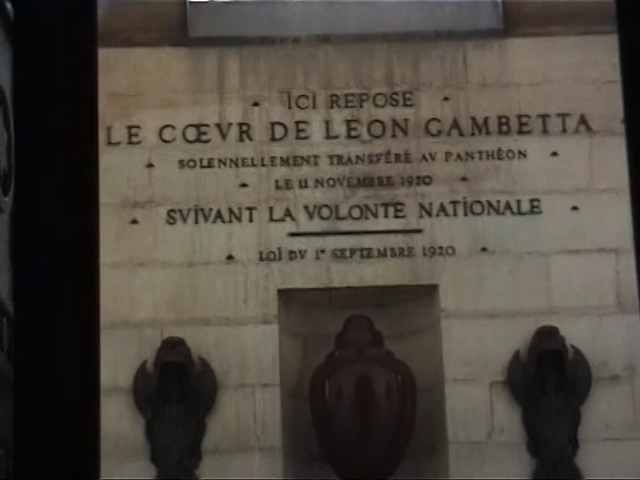 ICI REPOSE
LE CŒVR DE LEON GAMBETTA
SOLENNELLEMENT TRANSFÉRÉ AV PANTHÉON
LE 11 NOVEMBRE 1920
SVIVANT LA VOLONTE NATIONALE
LOI DV 1ER SEPTEMBRE 1920